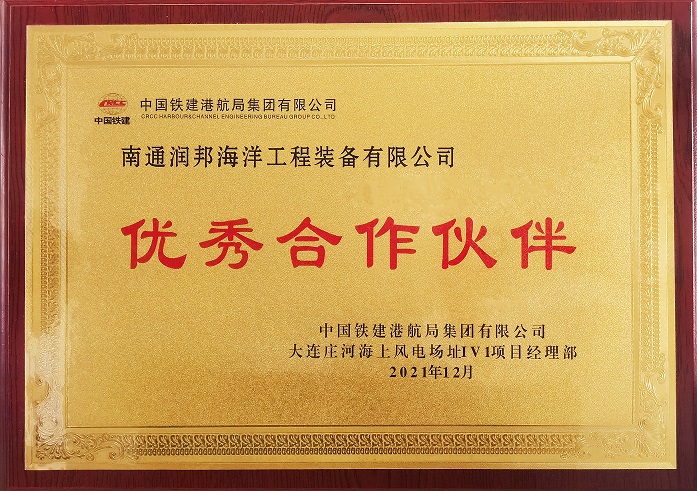 CRCC
中国铁建
中国铁建港航局集团有限公司
CRCC HARBOUR&CHANNEL ENGINEERING BUREAU GROUP CO.,LTD
南通润邦海洋工程装备有限公司
优秀合作伙伴
中国铁建港航局集团有限公司
大连庄河海上风电场址IV1项目经理部
2021年12月